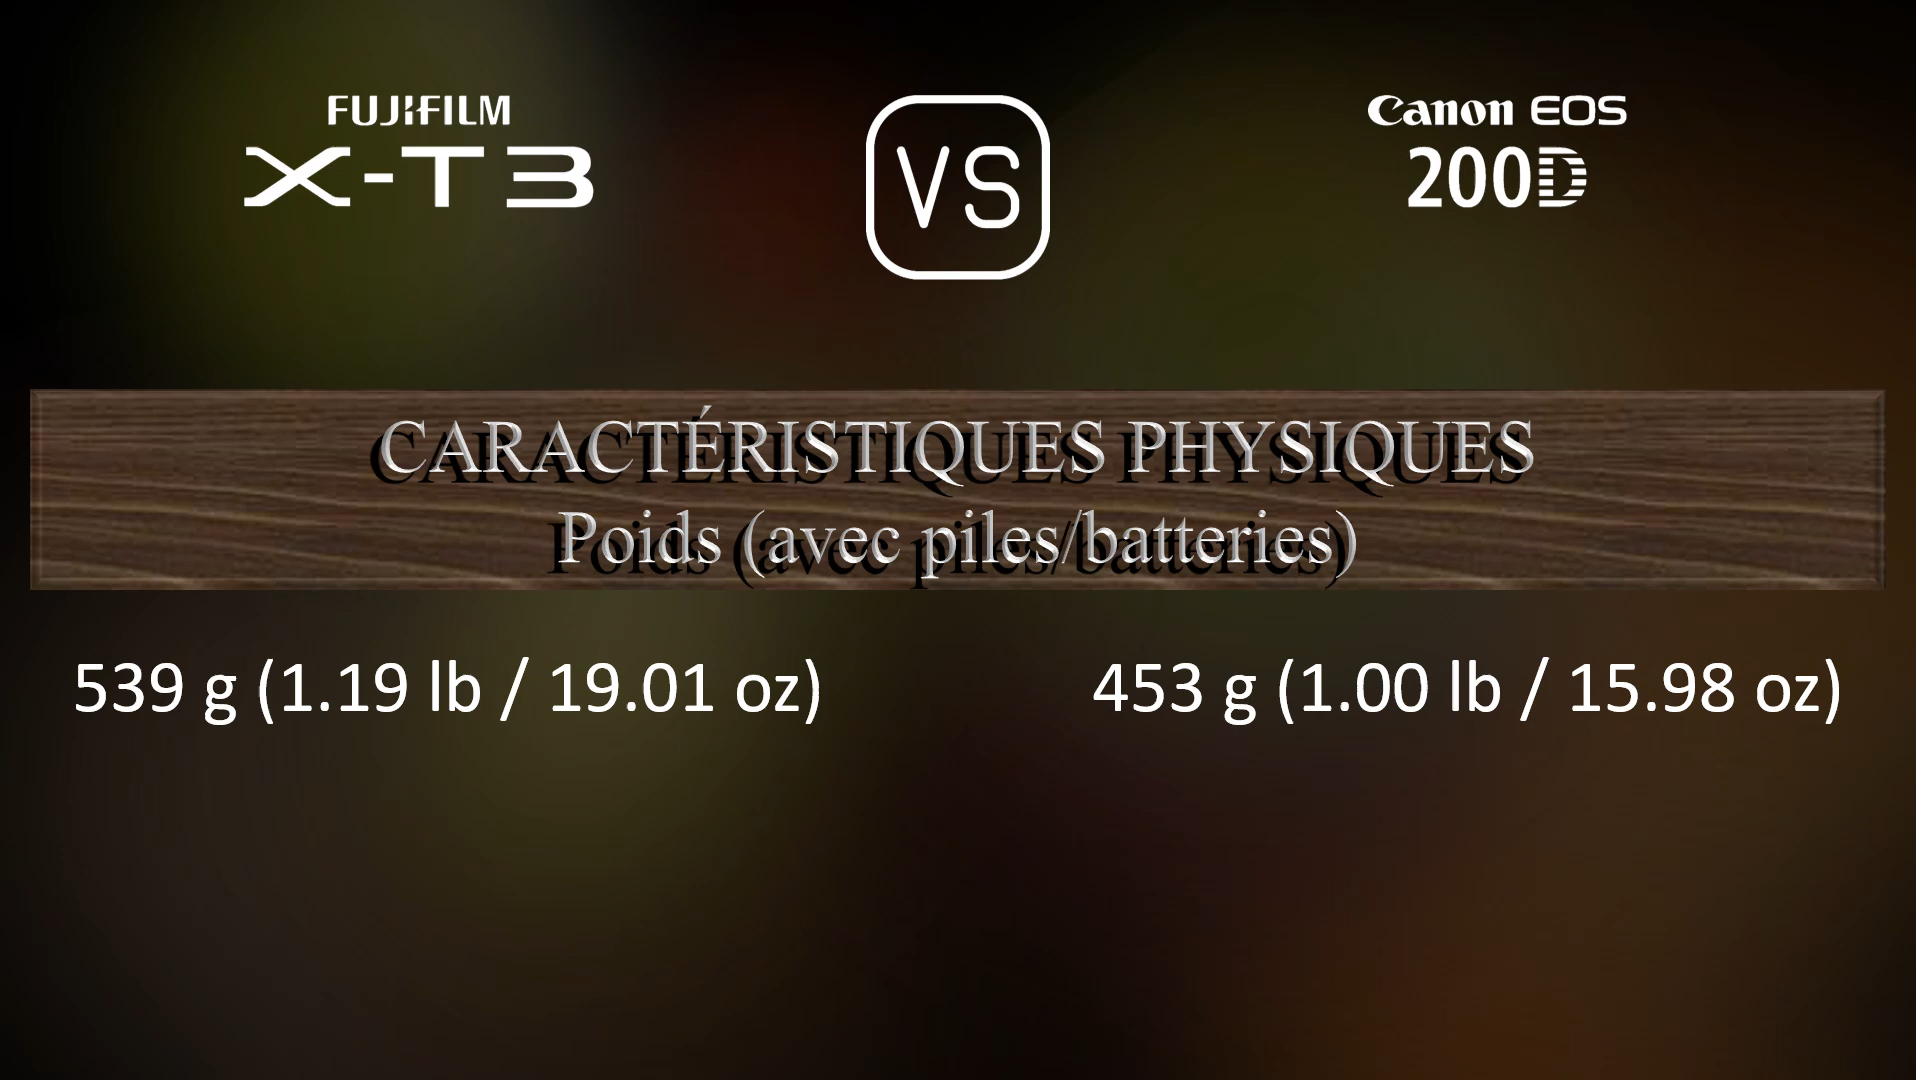 FUJIFILM
X-T3
VS
Canon EOS
200D
CARACTÉRISTIQUES PHYSIQUES
Poids (avec piles/batteries)
539 g (1.19 lb / 19.01 oz)
453 g (1.00 lb / 15.98 oz)